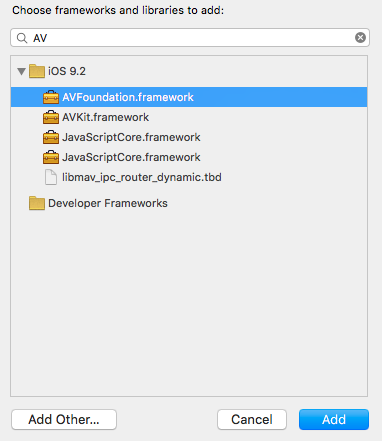 Choose frameworks and libraries to add:
AV
iOS 9.2
AVFoundation.framework
AVKit.framework
JavaScriptCore.framework
JavaScriptCore.framework
libmav_ipc_router_dynamic.tbd
Developer Frameworks
Add Other...
Cancel
Add